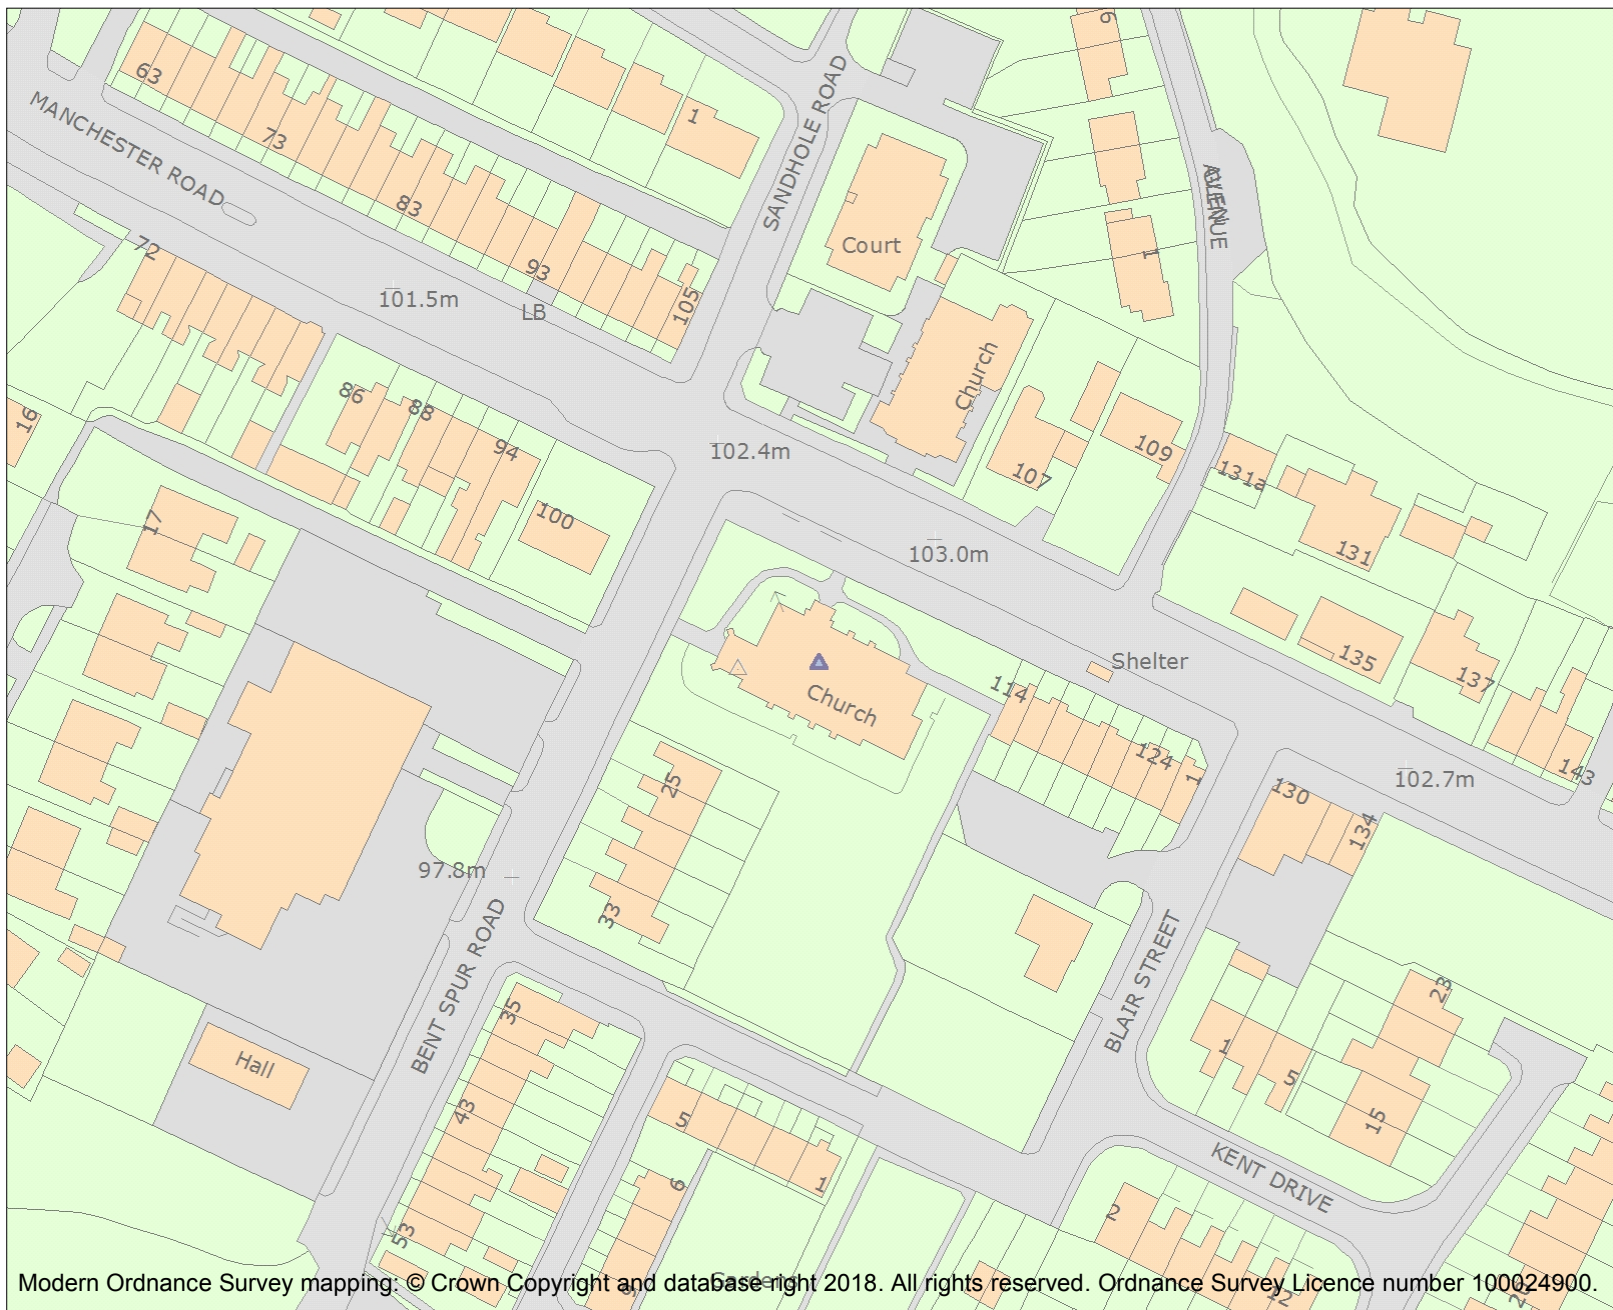 6
63
MANCHESTER ROAD
73
1
SANDHOLE ROAD
83
AVENUE
72
93
Court
1
101.5m
LB
105
Church
16
86
88
94
102.4m
107
109
131a
17
100
103.0m
131
Shelter
135
137
114
Church
124
1
143
102.7m
25
130
134
97.8m
33
BENT SPUR ROAD
BLAIR STREET
23
35
1
5
Hall
43
5
15
1
6
KENT DRIVE
2
53
Gardens
Modern Ordnance Survey mapping: © Crown Copyright and database right 2018. All rights reserved. Ordnance Survey Licence number 100024900.